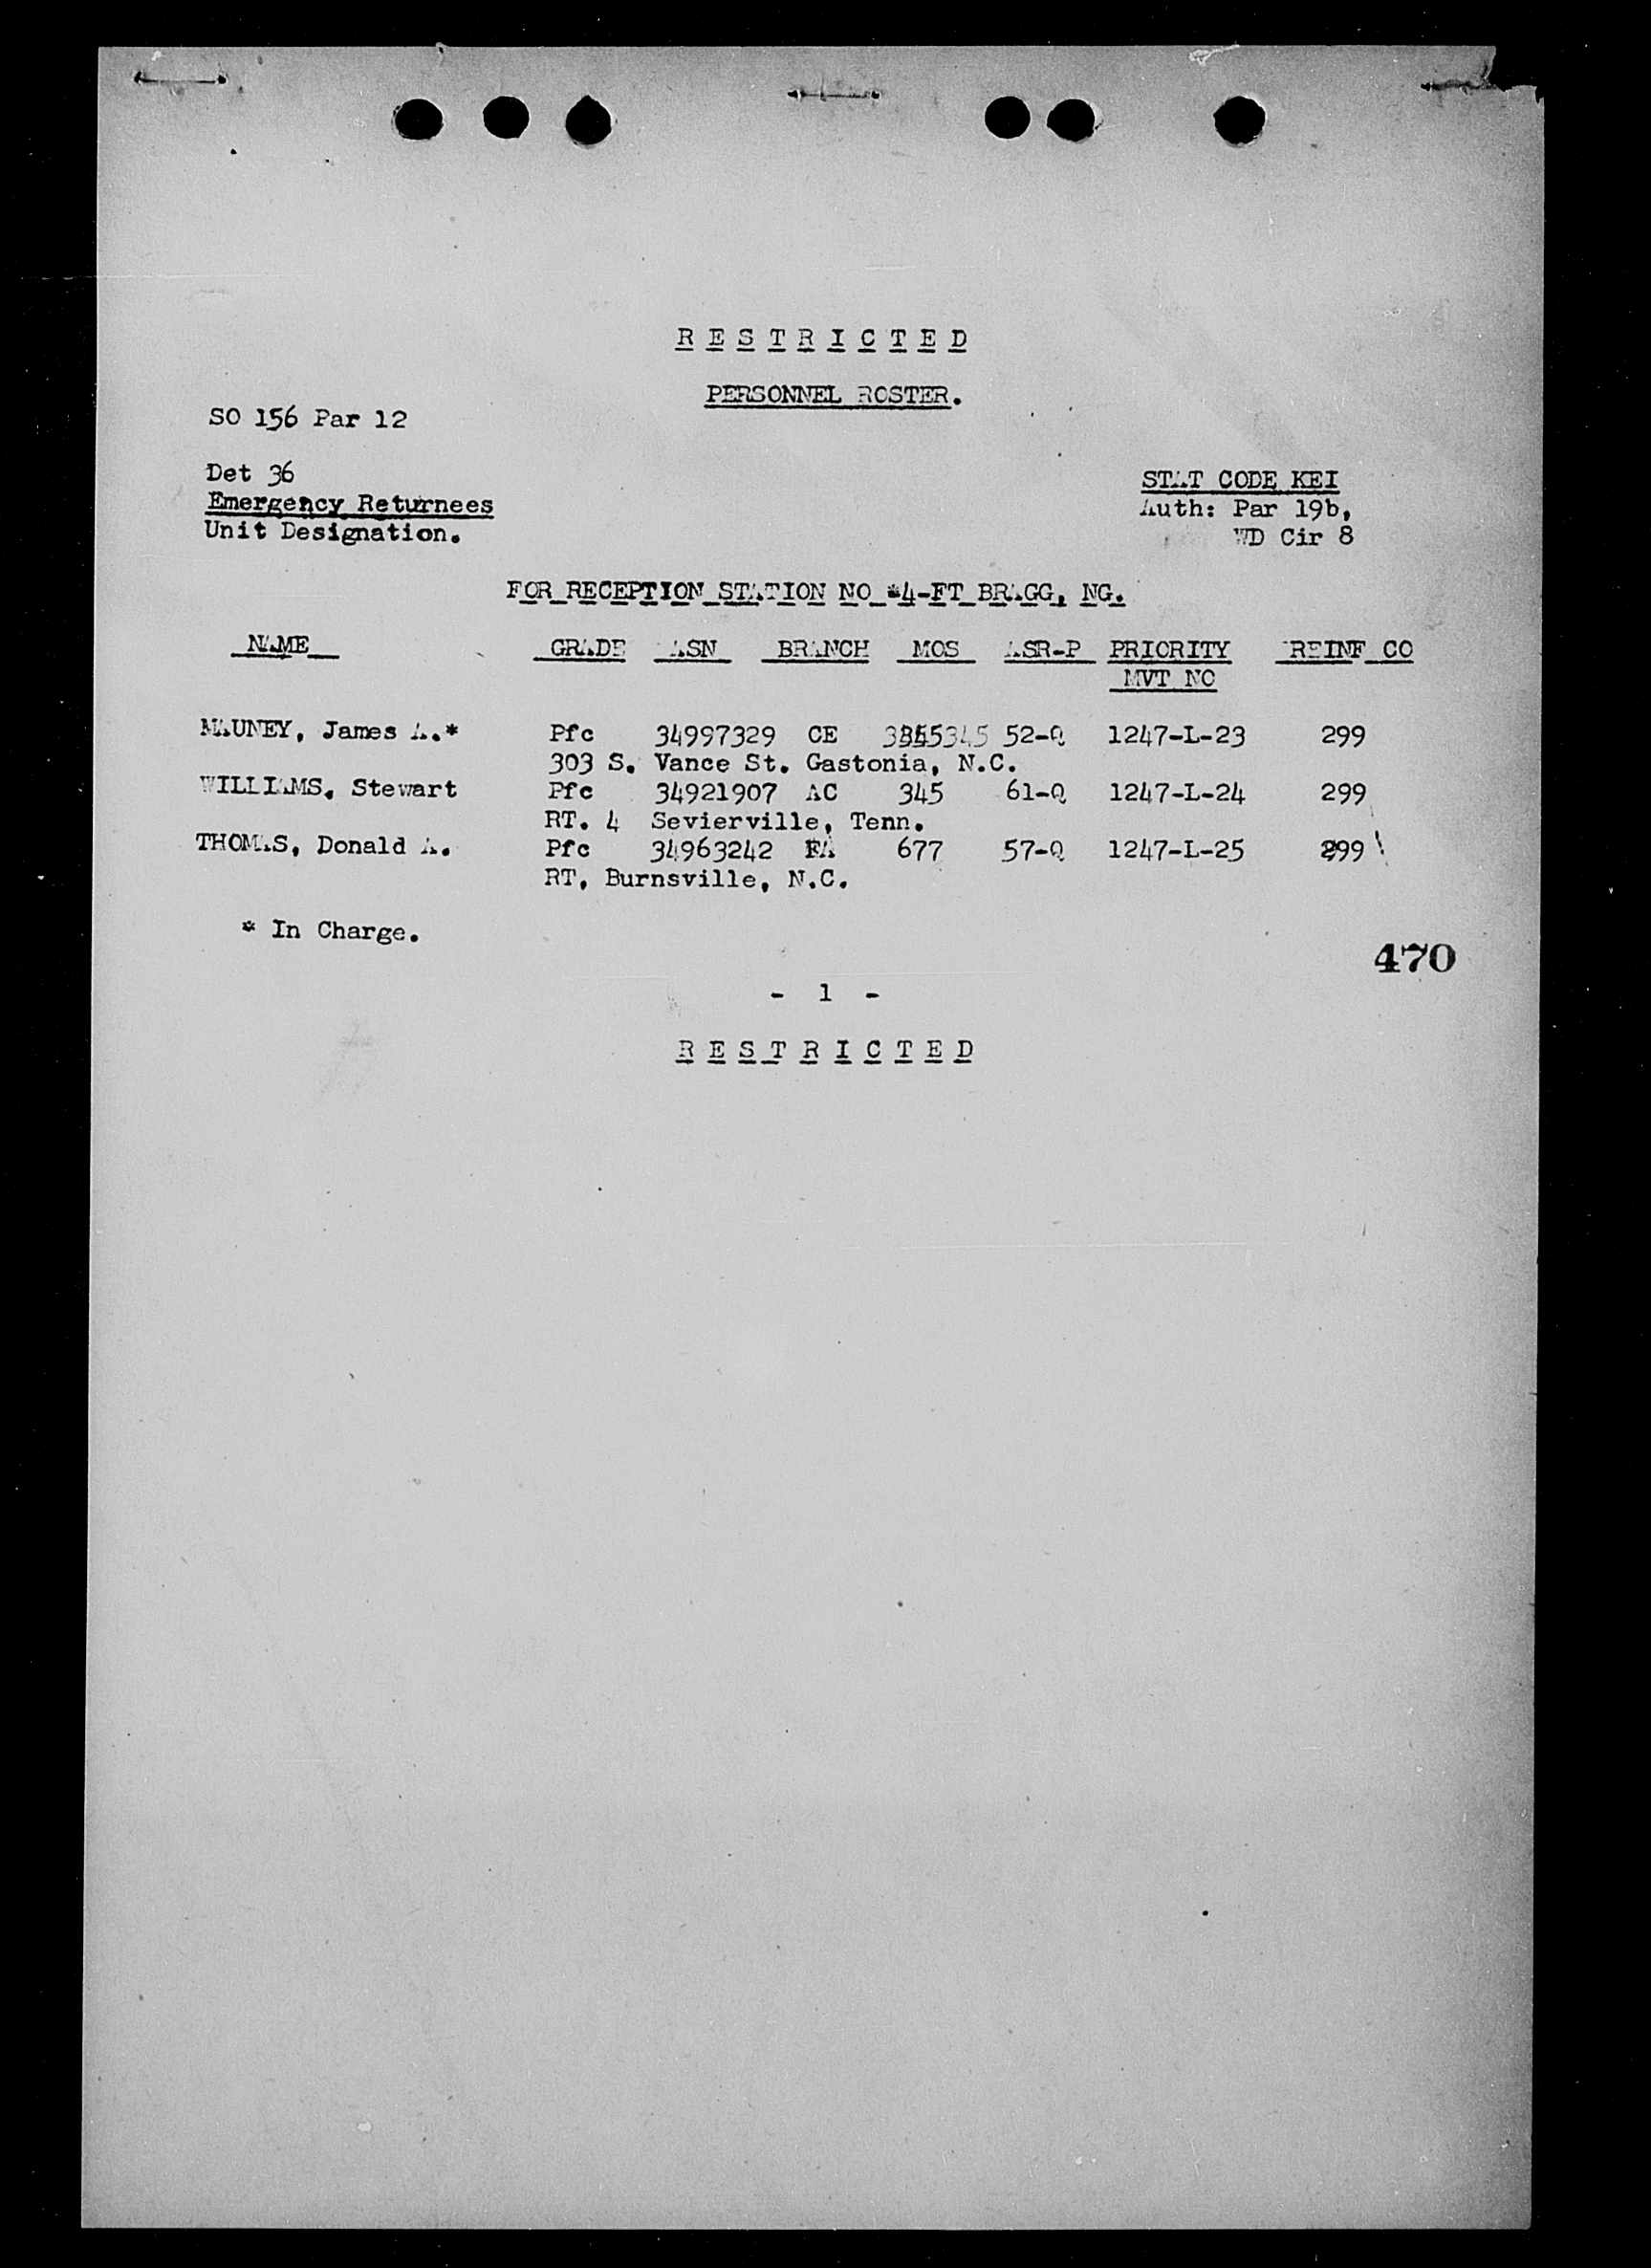 RESTRICTED
PERSONNEL ROSTER.
SO 156 Par 12
Det 36
Emergency Returnees
Unit Designation.
STAT CODE KEI
Auth: Par 19b,
WD Cir 8
FOR RECEPTION STATION NO *4-FT BRAGG, NG.
NAME GRADE ASN BRANCH MOS ASR-P PRIORITY REINF CO
MVT NO
MAUNEY, James A.* Pfc 34997329 CE 345 52-Q 1247-L-23 299
303 S. Vance St. Gastonia, N.C.
WILLIAMS, Stewart Pfc 34921907 AC 345 61-Q 1247-L-24 299
RT. 4 Sevierville, Tenn.
THOMAS, Donald A. Pfc 34963242 FA 677 57-Q 1247-L-25 299
RT, Burnsville, N.C.
* In Charge.
470
- 1 -
RESTRICTED